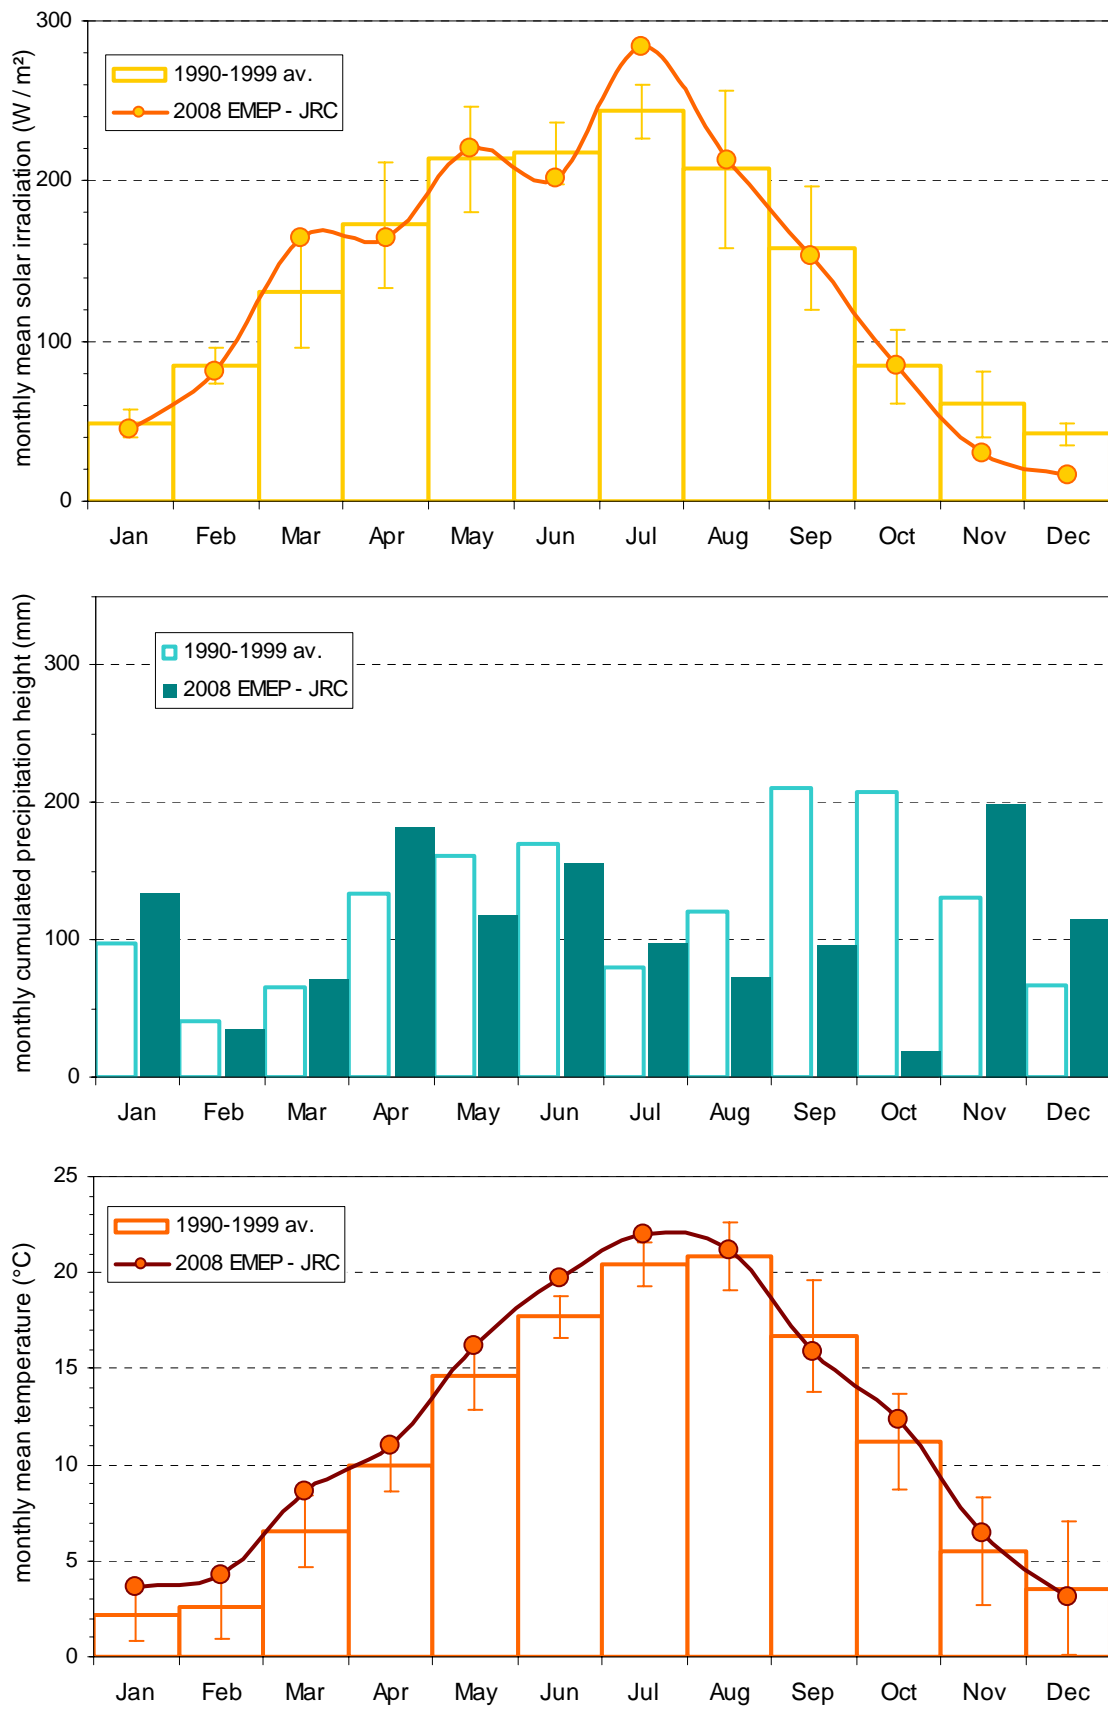 monthly mean solar irradiation (W / m²)
300
200
100
0
1990-1999 av.
2008 EMEP - JRC
Jan Feb Mar Apr May Jun Jul Aug Sep Oct Nov Dec
monthly cumulated precipitation height (mm)
300
200
100
0
1990-1999 av.
2008 EMEP - JRC
Jan Feb Mar Apr May Jun Jul Aug Sep Oct Nov Dec
monthly mean temperature (°C)
25
20
15
10
5
0
1990-1999 av.
2008 EMEP - JRC
Jan Feb Mar Apr May Jun Jul Aug Sep Oct Nov Dec